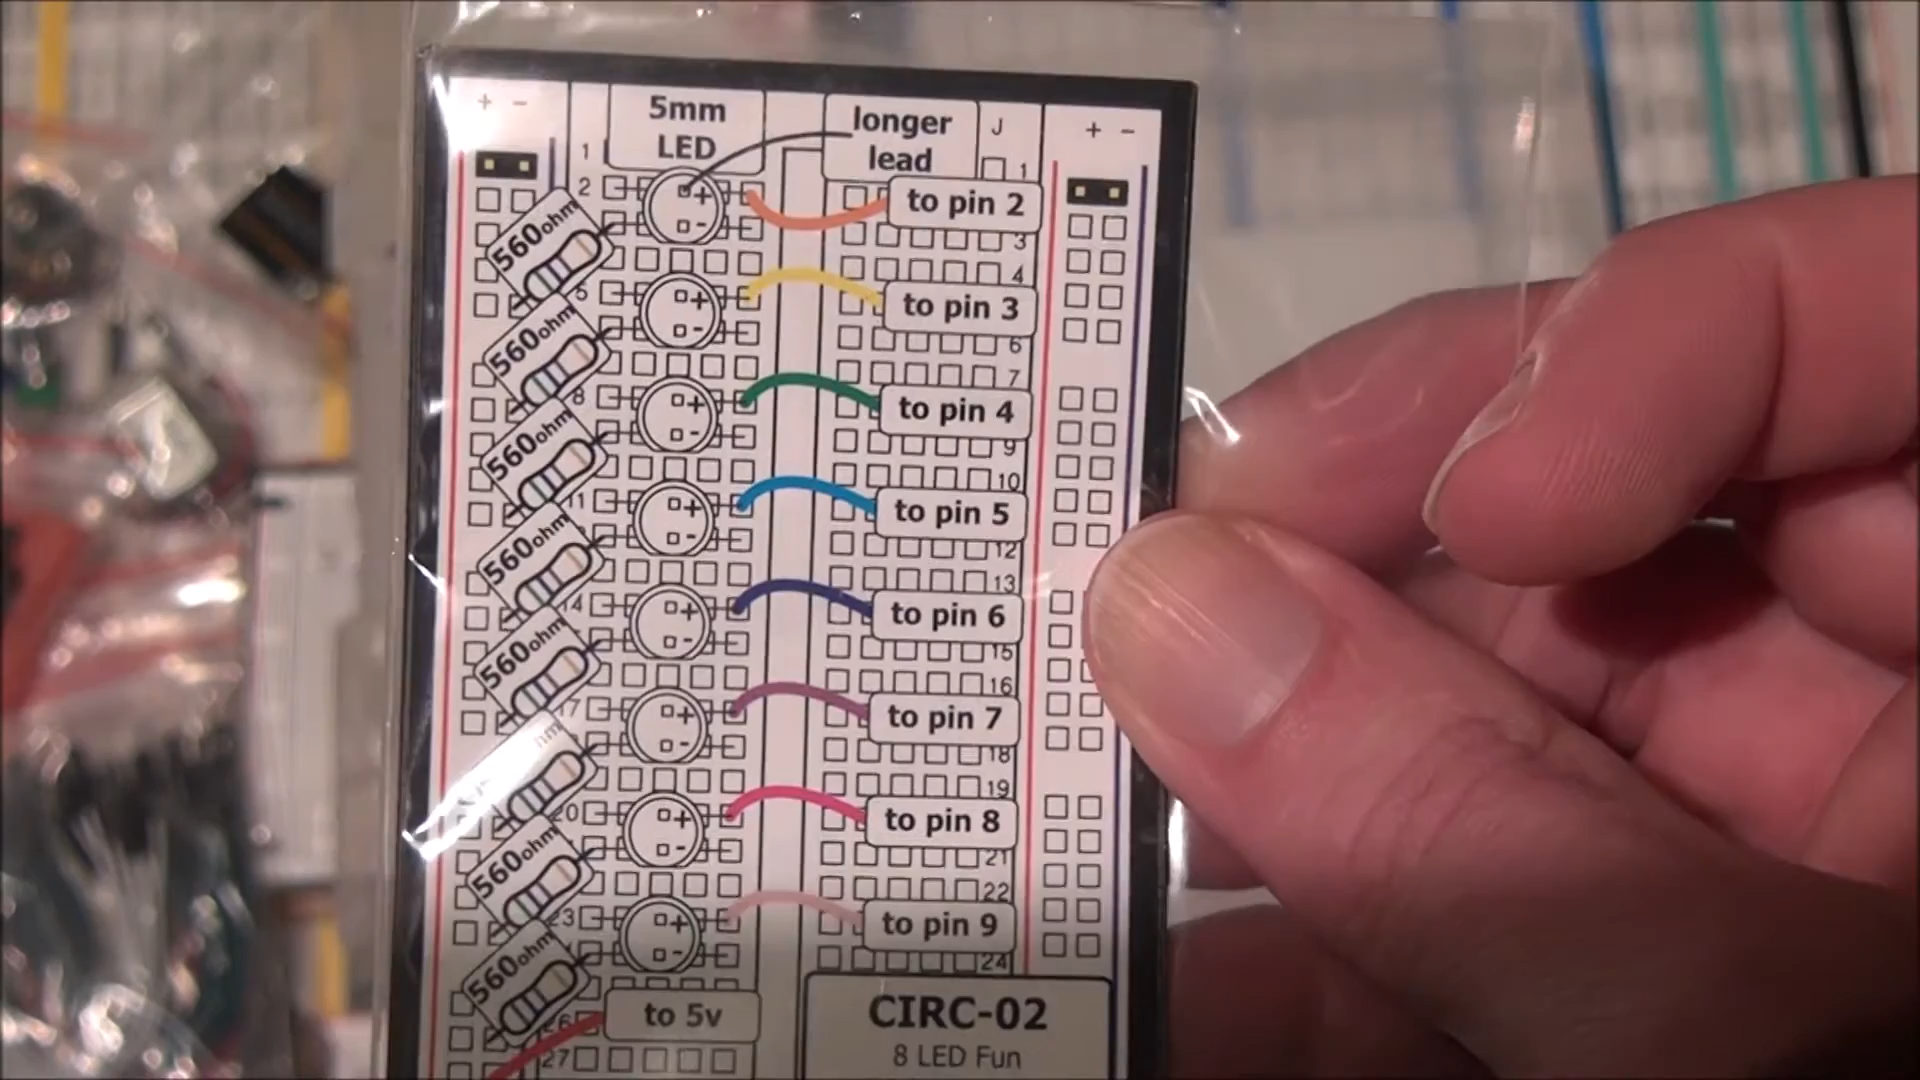 + -
5mm
LED
longer
lead
J
+ -
1
1
2
to pin 2
560ohm
+
-
3
4
5
to pin 3
560ohm
+
-
6
7
8
to pin 4
560ohm
+
-
9
10
11
to pin 5
560ohm
+
-
12
13
14
to pin 6
560ohm
+
-
15
16
17
to pin 7
hm
+
-
18
19
20
to pin 8
560ohm
+
-
21
22
23
to pin 9
560ohm
+
-
24
26
to 5v
27
CIRC-02
8 LED Fun